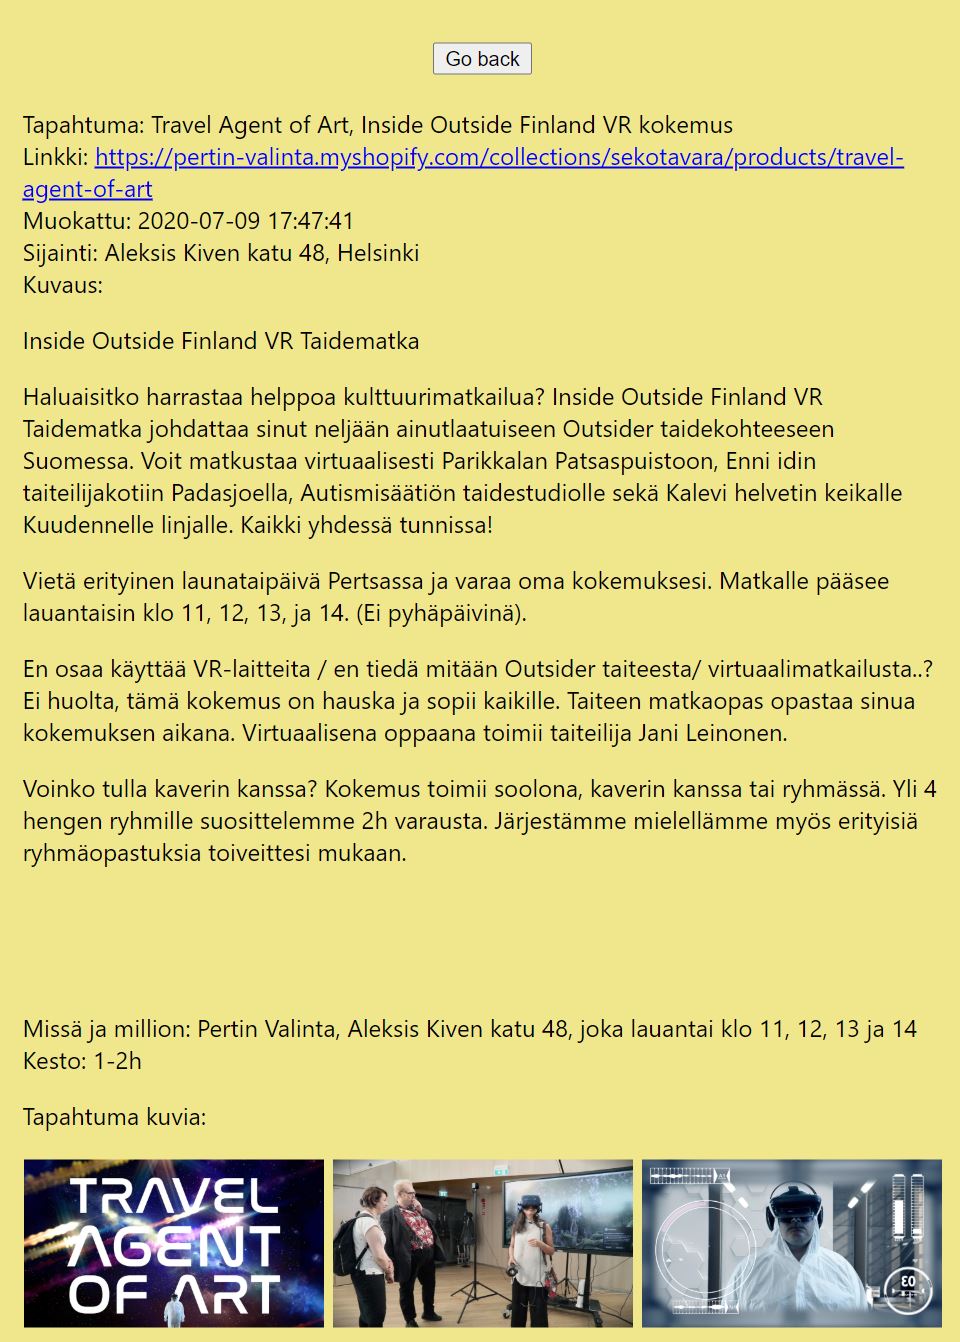 Go back
Tapahtuma: Travel Agent of Art, Inside Outside Finland VR kokemus
Linkki: https://pertin-valinta.myshopify.com/collections/sekotavara/products/travel-
agent-of-art
Muokattu: 2020-07-09 17:47:41
Sijainti: Aleksis Kiven katu 48, Helsinki
Kuvaus:
Inside Outside Finland VR Taidematka
Haluaisitko harrastaa helppoa kulttuurimatkailua? Inside Outside Finland VR
Taidematka johdattaa sinut neljään ainutlaatuiseen Outsider taidekohteeseen
Suomessa. Voit matkustaa virtuaalisesti Parikkalan Patsaspuistoon, Enni idin
taiteilijakotiin Padasjoella, Autismisäätiön taidestudiolle sekä Kalevi helvetin keikalle
Kuudennelle linjalle. Kaikki yhdessä tunnissa!
Vietä erityinen launataipäivä Pertsassa ja varaa oma kokemuksesi. Matkalle pääsee
lauantaisin klo 11, 12, 13, ja 14. (Ei pyhäpäivinä).
En osaa käyttää VR-laitteita / en tiedä mitään Outsider taiteesta/ virtuaalimatkailusta..?
Ei huolta, tämä kokemus on hauska ja sopii kaikille. Taiteen matkaopas opastaa sinua
kokemuksen aikana. Virtuaalisena oppaana toimii taiteilija Jani Leinonen.
Voinko tulla kaverin kanssa? Kokemus toimii soolona, kaverin kanssa tai ryhmässä. Yli 4
hengen ryhmille suosittelemme 2h varausta. Järjestämme mielellämme myös erityisiä
ryhmäopastuksia toiveittesi mukaan.
Missä ja million: Pertin Valinta, Aleksis Kiven katu 48, joka lauantai klo 11, 12, 13 ja 14
Kesto: 1-2h
Tapahtuma kuvia:
TRAVEL
AGENT
OF ART
03